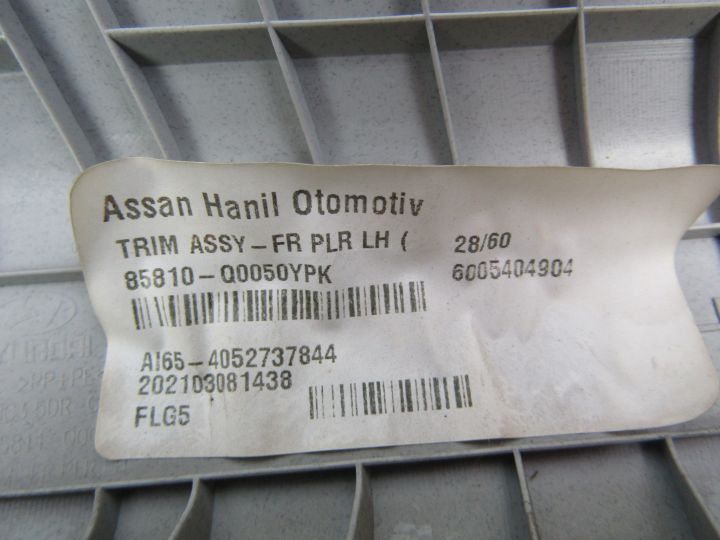 Assan Hanil Otomotiv
TRIM ASSY-FR PLR LH ( 28/60
85810-Q0050YPK 6005404904
AI65-4052737844
202103081438
FLG5